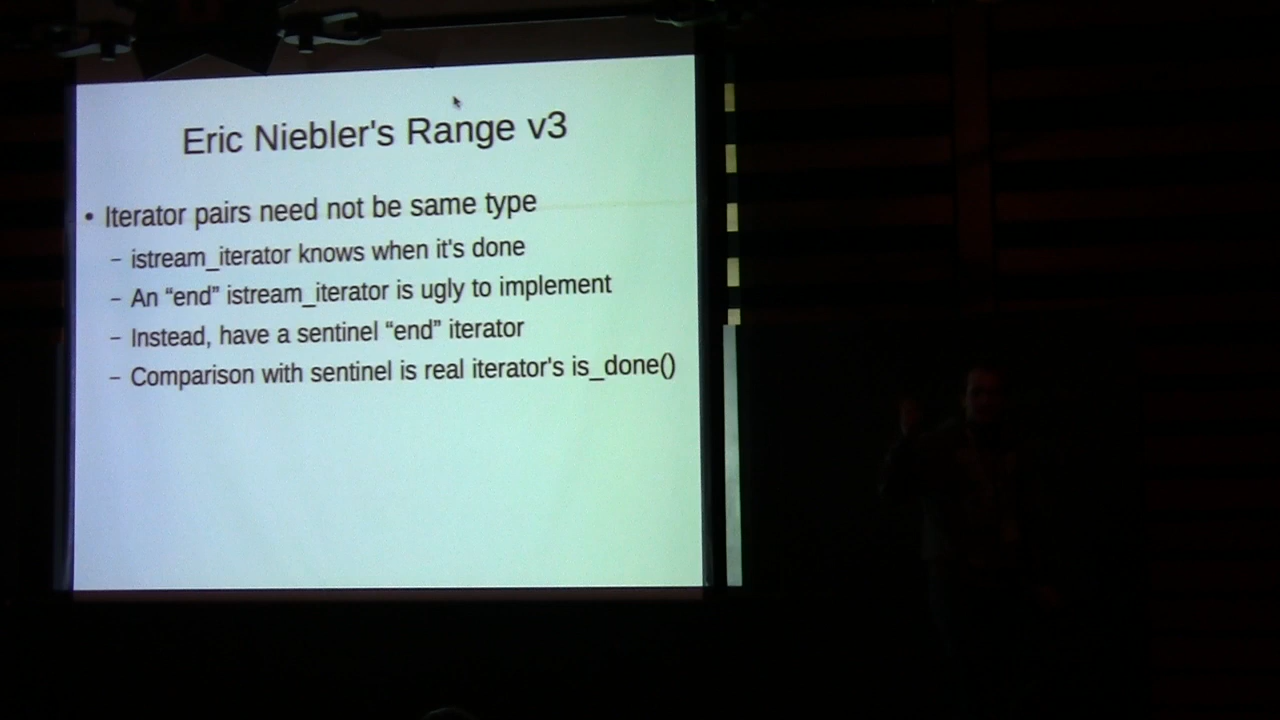 Eric Niebler's Range v3
• Iterator pairs need not be same type
– istream_iterator knows when it's done
– An “end” istream_iterator is ugly to implement
– Instead, have a sentinel “end” iterator
– Comparison with sentinel is real iterator's is_done()